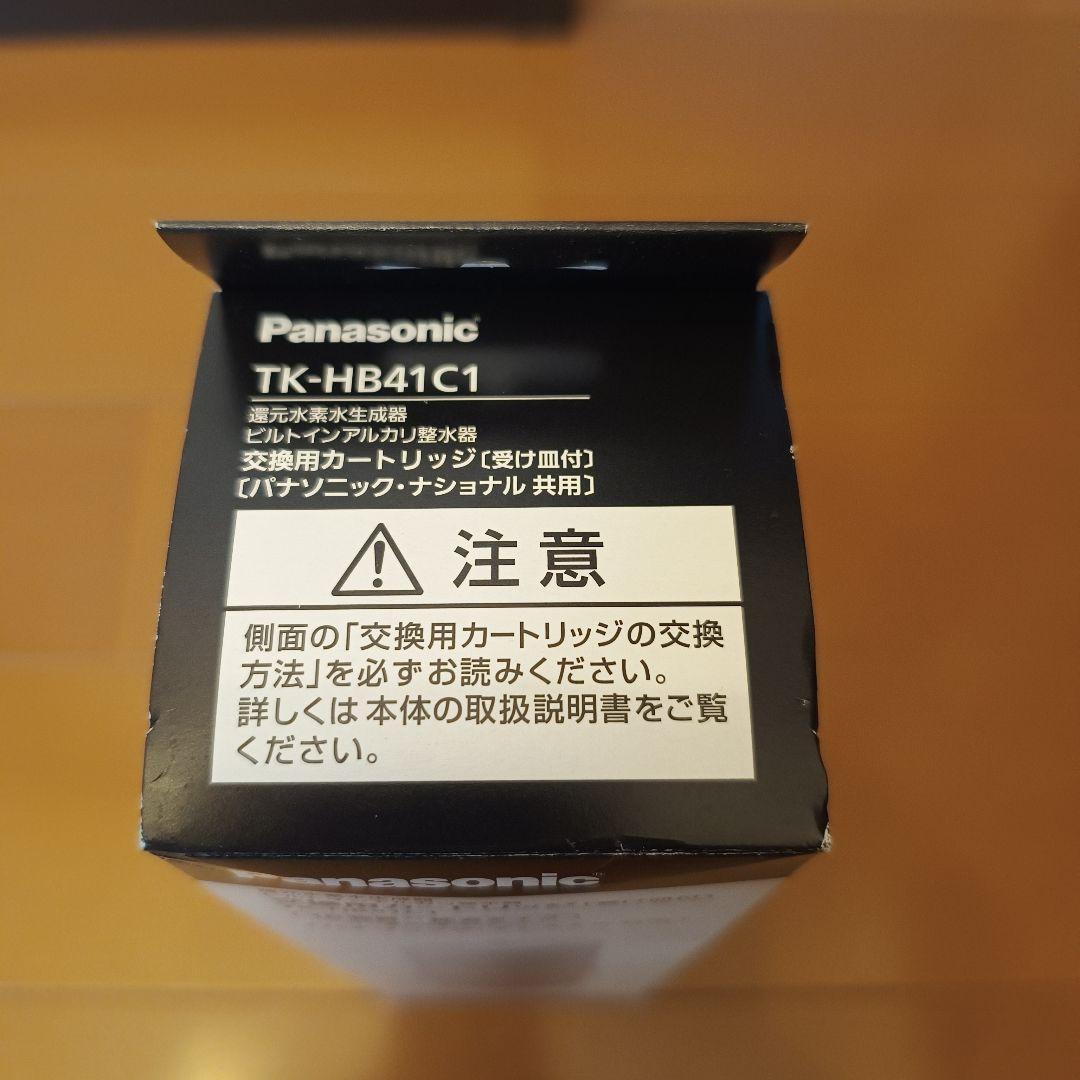 Panasonic
TK-HB41C1
還元水素水生成器
ビルトインアルカリ整水器
交換用カートリッジ〔受け皿付〕
〔パナソニック・ナショナル 共用〕
注意
側面の「交換用カートリッジの交換
方法」を必ずお読みください。
詳しくは本体の取扱説明書をご覧
ください。
Panasonic